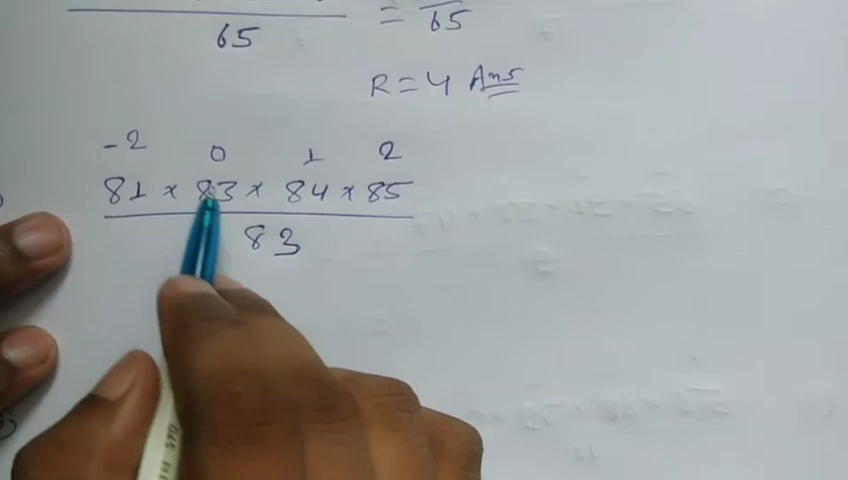 65 = 65
R = 4 Ans
-2 0 1 2
81 × 83 × 84 × 85
83